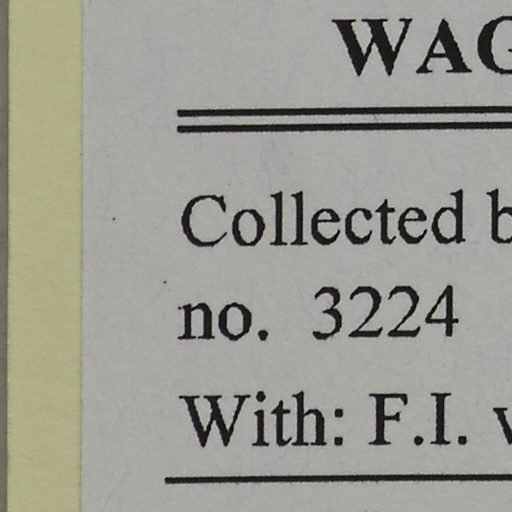 WAG
Collected b
no. 3224
With: F.I. v